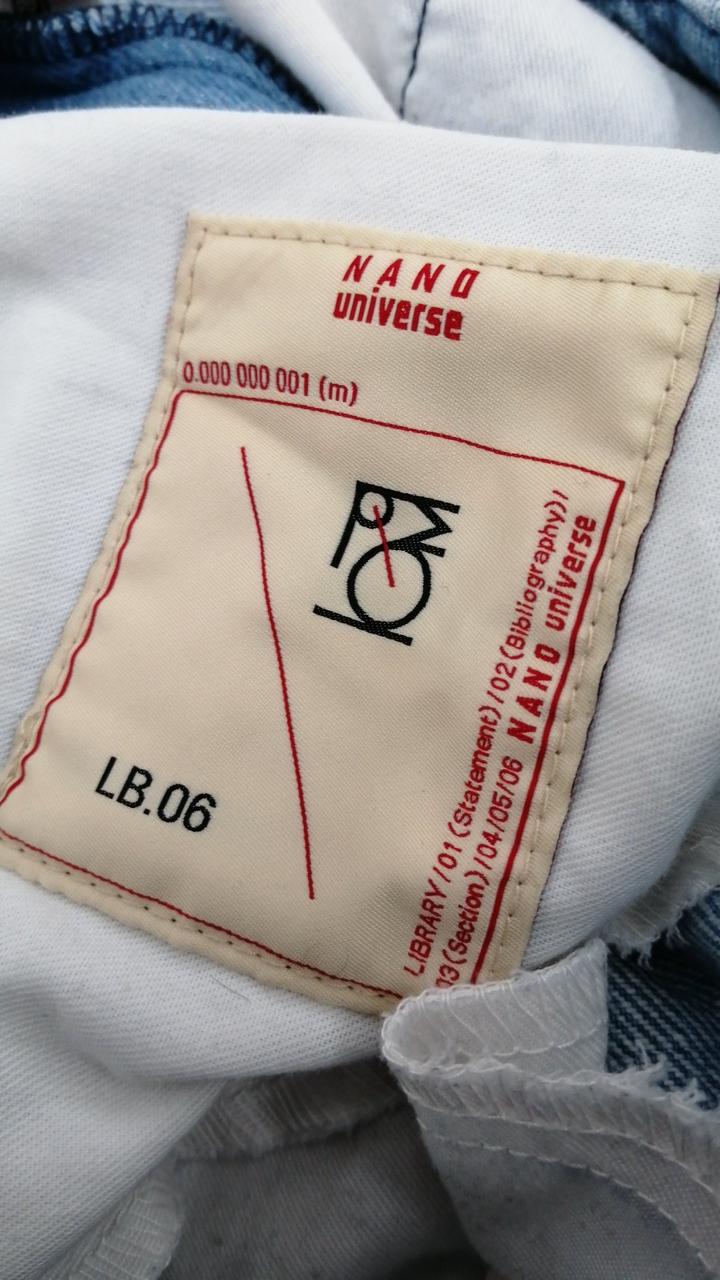 NANO
universe
0.000 000 001 (m)
LB.06
LIBRARY/01(Statement)/02(Bibliography)/
03(Section)/04/05/06 NANO universe